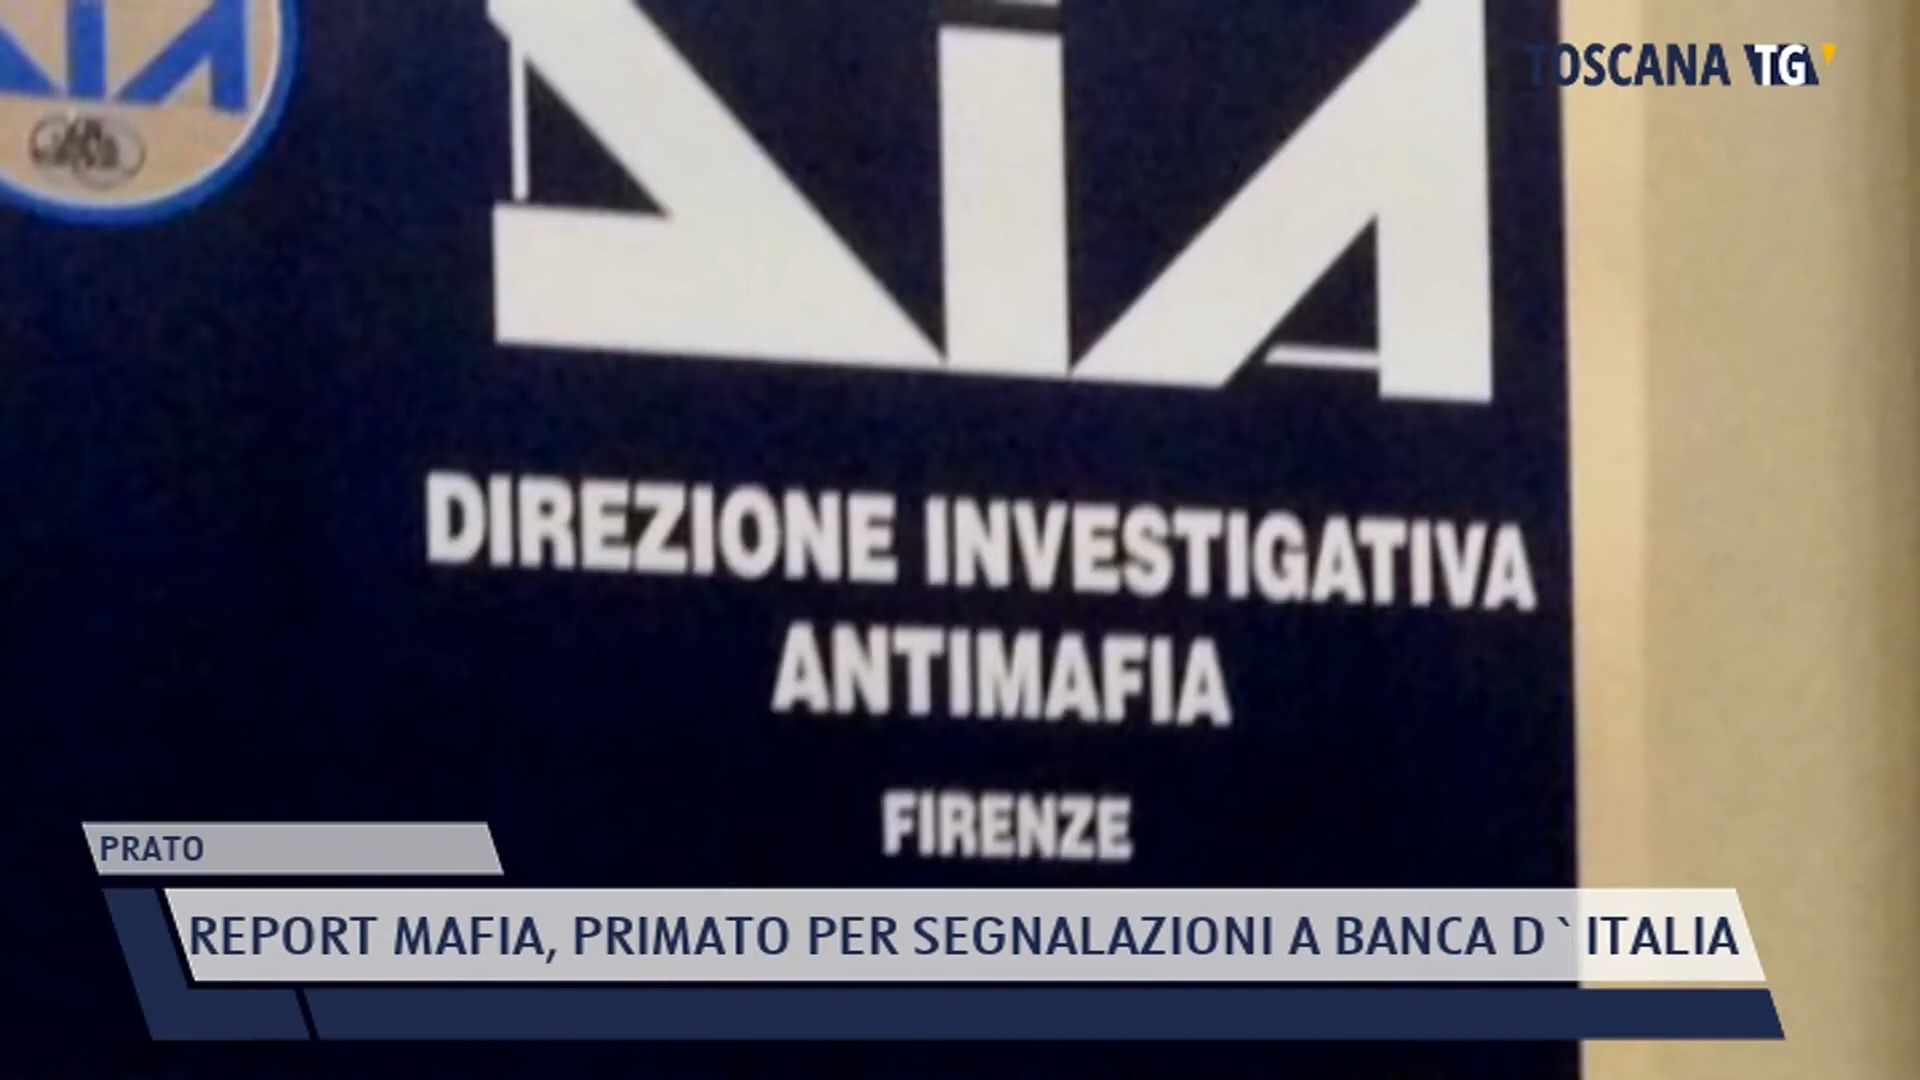 TOSCANA TG
DIA
DIREZIONE INVESTIGATIVA
ANTIMAFIA
FIRENZE
PRATO
REPORT MAFIA, PRIMATO PER SEGNALAZIONI A BANCA D`ITALIA